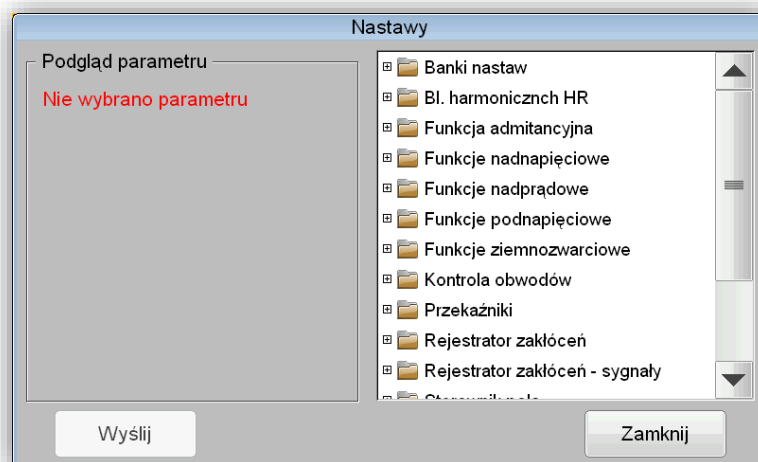 Nastawy
Podgląd parametru
Nie wybrano parametru
Banki nastaw
Bl. harmonicznch HR
Funkcja admitancyjna
Funkcje nadnapięciowe
Funkcje nadprądowe
Funkcje podnapięciowe
Funkcje ziemnozwarciowe
Kontrola obwodów
Przekaźniki
Rejestrator zakłóceń
Rejestrator zakłóceń - sygnały
Wyślij
Zamknij